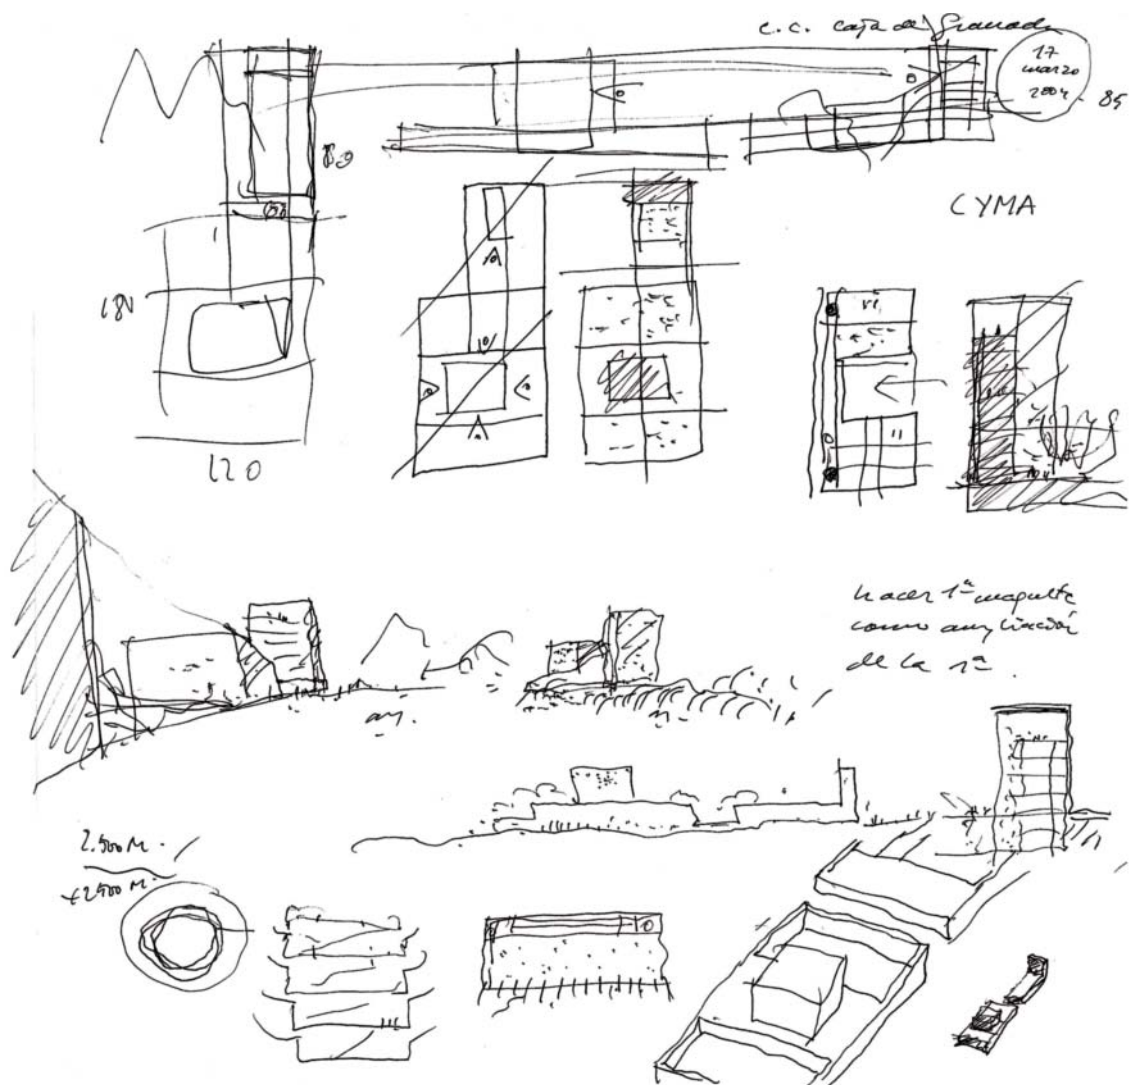 c.c. caja de Granada
17
marzo
2004
85
CYMA
180
120
hacer 1ª maqueta
como ampliación
de la 1ª.
2.500 M.
+2500 M.